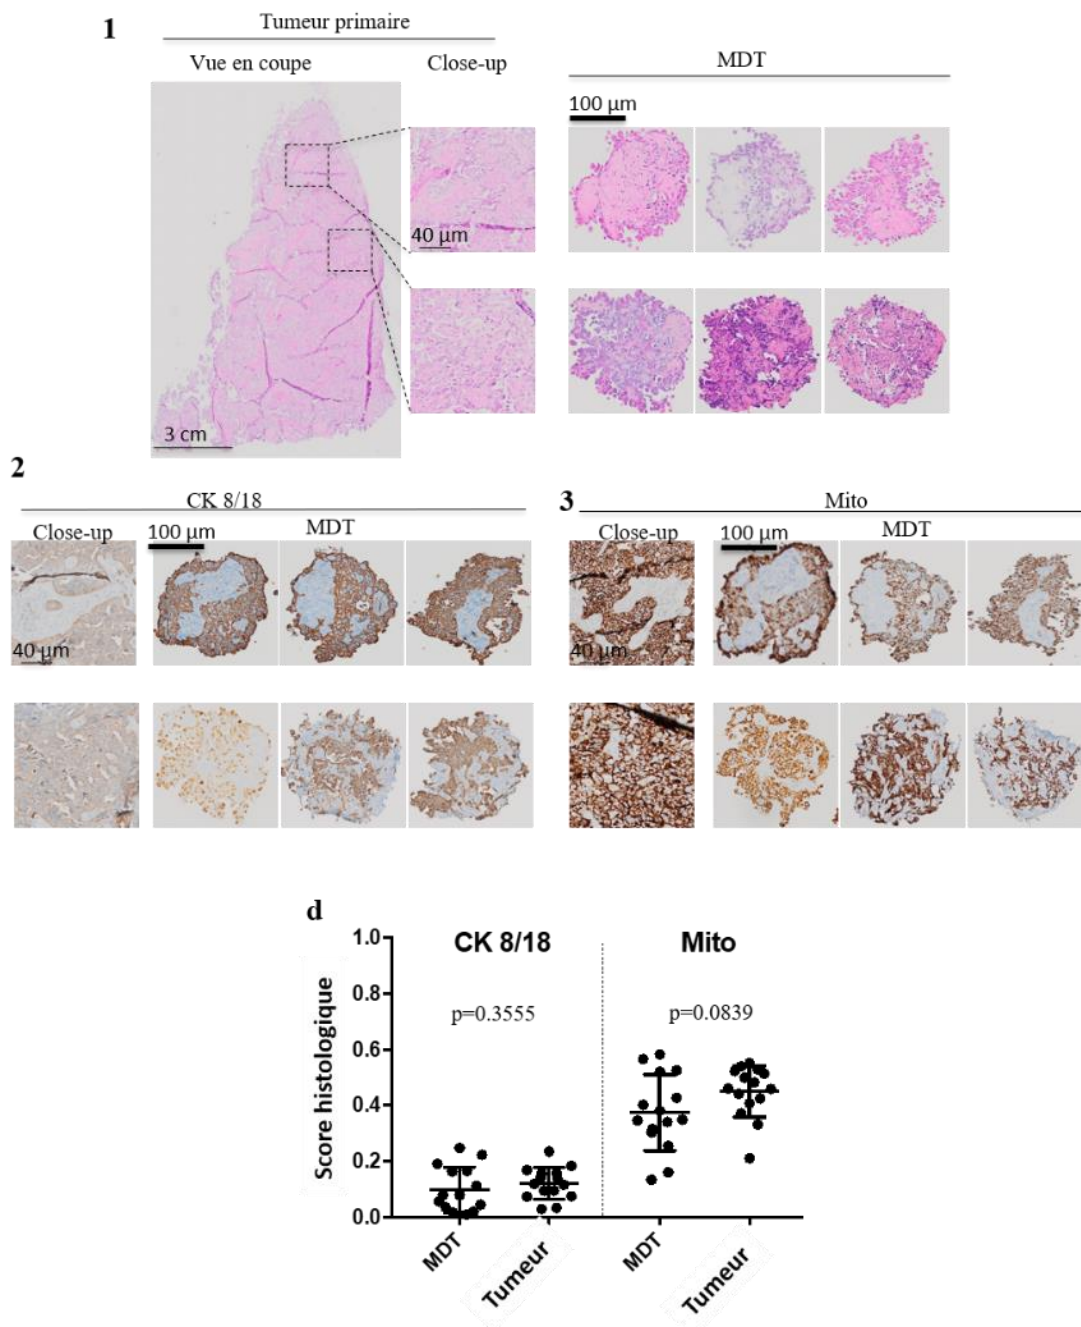 1
Tumeur primaire
Vue en coupe
Close-up
MDT
100 μm
40 μm
3 cm
2
CK 8/18
Close-up
100 μm
MDT
40 μm
3
Mito
Close-up
100 μm
MDT
40 μm
d
CK 8/18
Mito
p=0.3555
p=0.0839
Score histologique
1.0
0.8
0.6
0.4
0.2
0.0
MDT
Tumeur
MDT
Tumeur